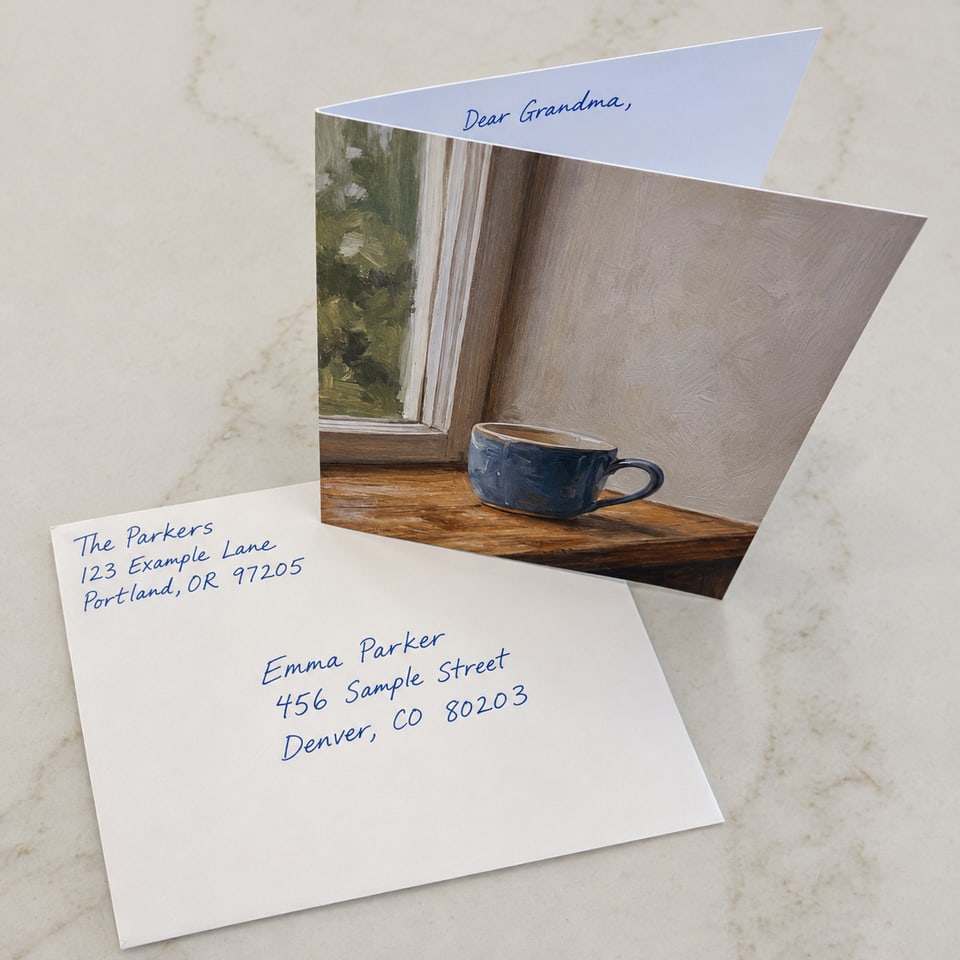 Dear Grandma,
The Parkers
123 Example Lane
Portland, OR 97205
Emma Parker
456 Sample Street
Denver, CO 80203